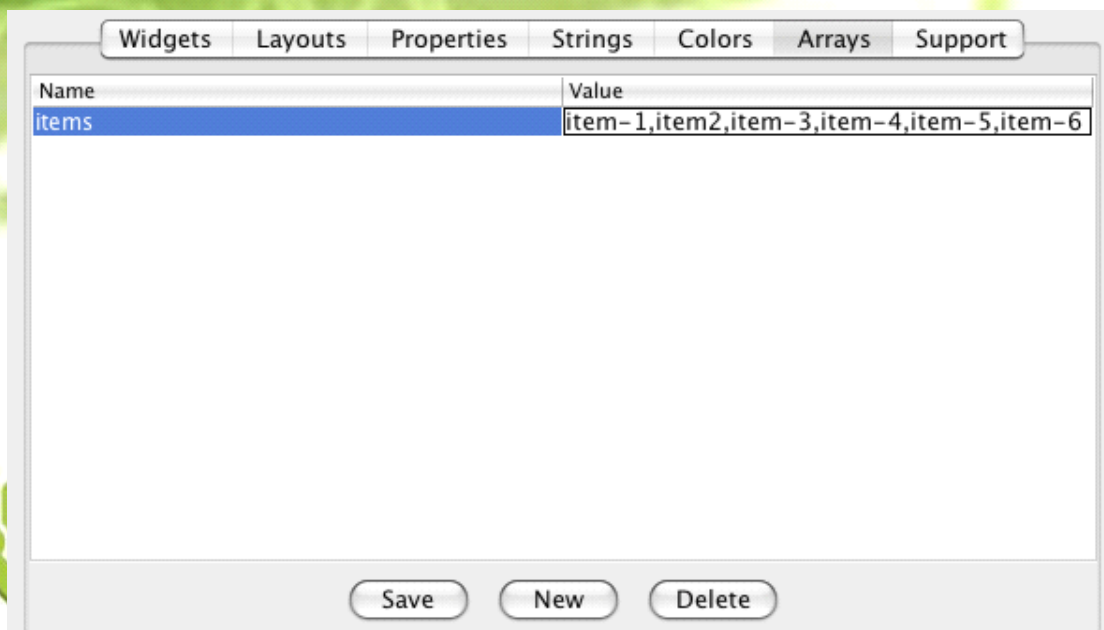 Widgets Layouts Properties Strings Colors Arrays Support
Name Value
items item-1,item2,item-3,item-4,item-5,item-6
Save New Delete